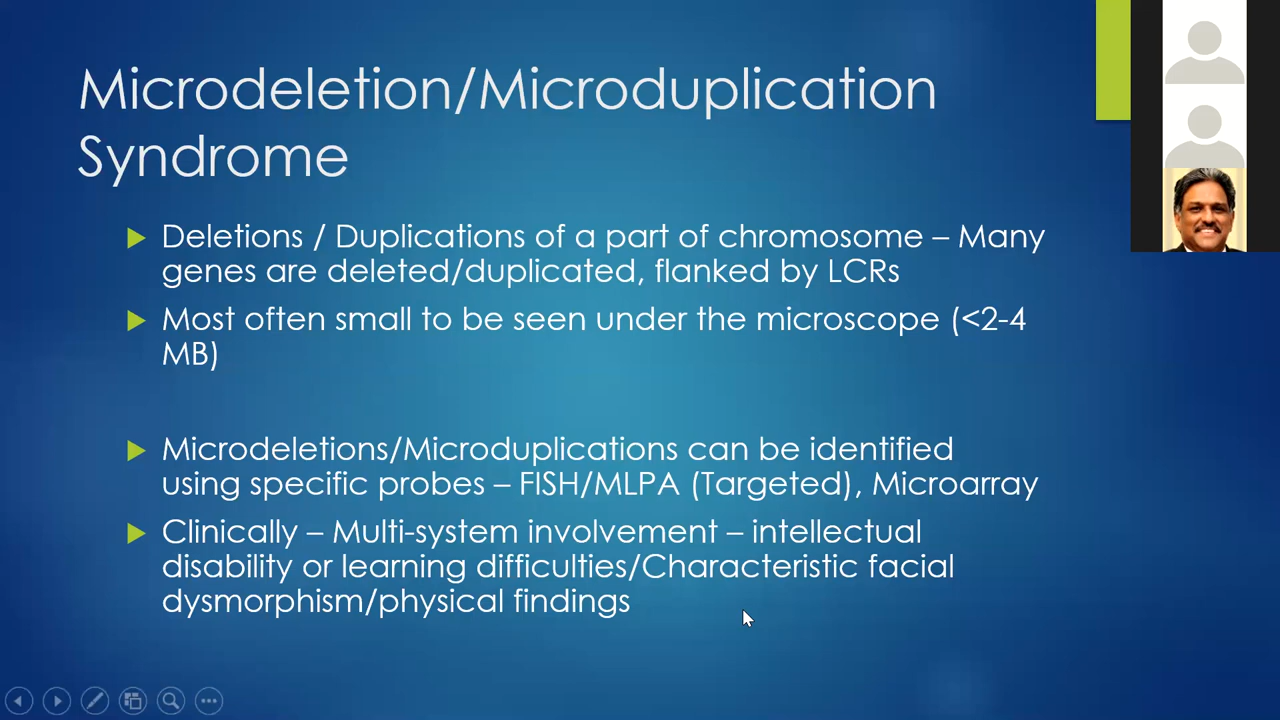 Microdeletion/Microduplication
Syndrome
Deletions / Duplications of a part of chromosome – Many
genes are deleted/duplicated, flanked by LCRs
Most often small to be seen under the microscope (<2-4
MB)
Microdeletions/Microduplications can be identified
using specific probes – FISH/MLPA (Targeted), Microarray
Clinically – Multi-system involvement – intellectual
disability or learning difficulties/Characteristic facial
dysmorphism/physical findings